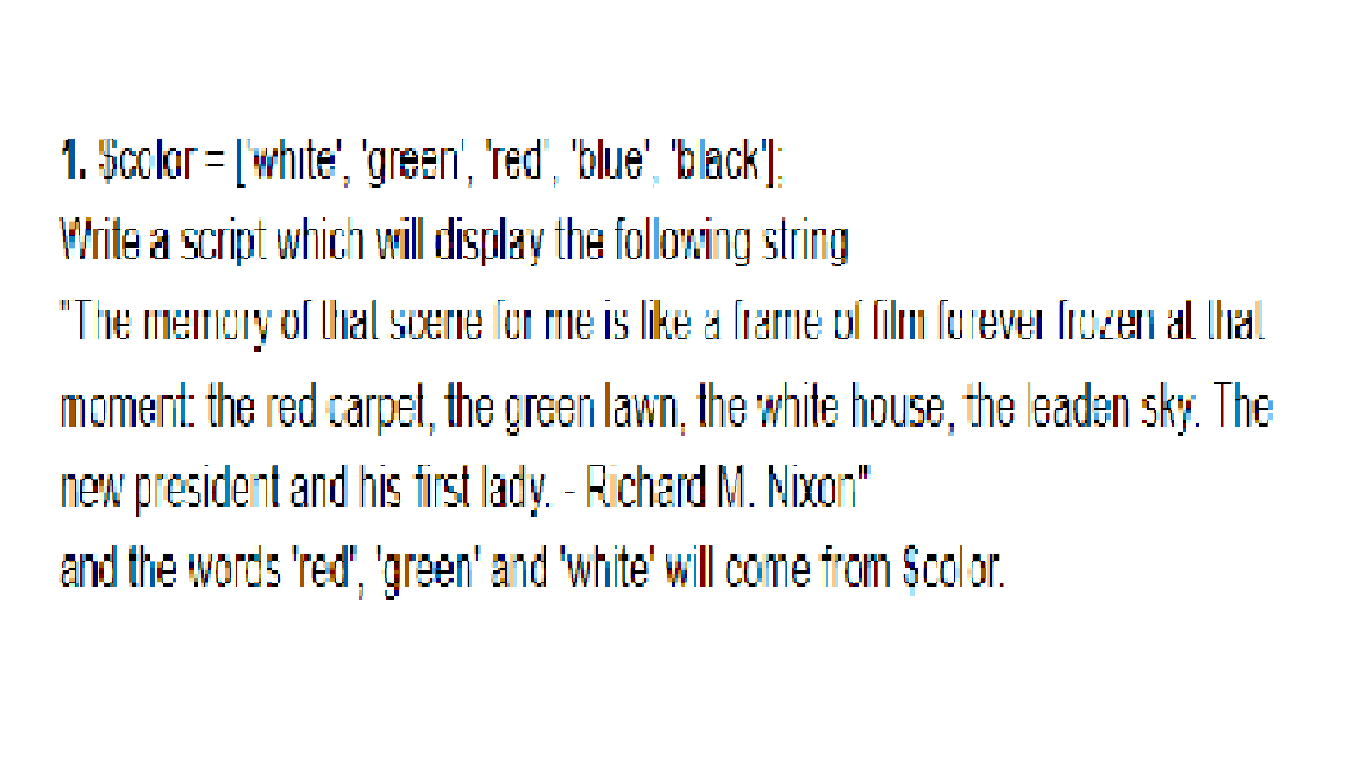 1. $color = ['white', 'green', 'red', 'blue', 'black'];
Write a script which will display the following string
"The memory of that scene for me is like a frame of film forever frozen at that
moment: the red carpet, the green lawn, the white house, the leaden sky. The
new president and his first lady. - Richard M. Nixon"
and the words 'red', 'green' and 'white' will come from $color.